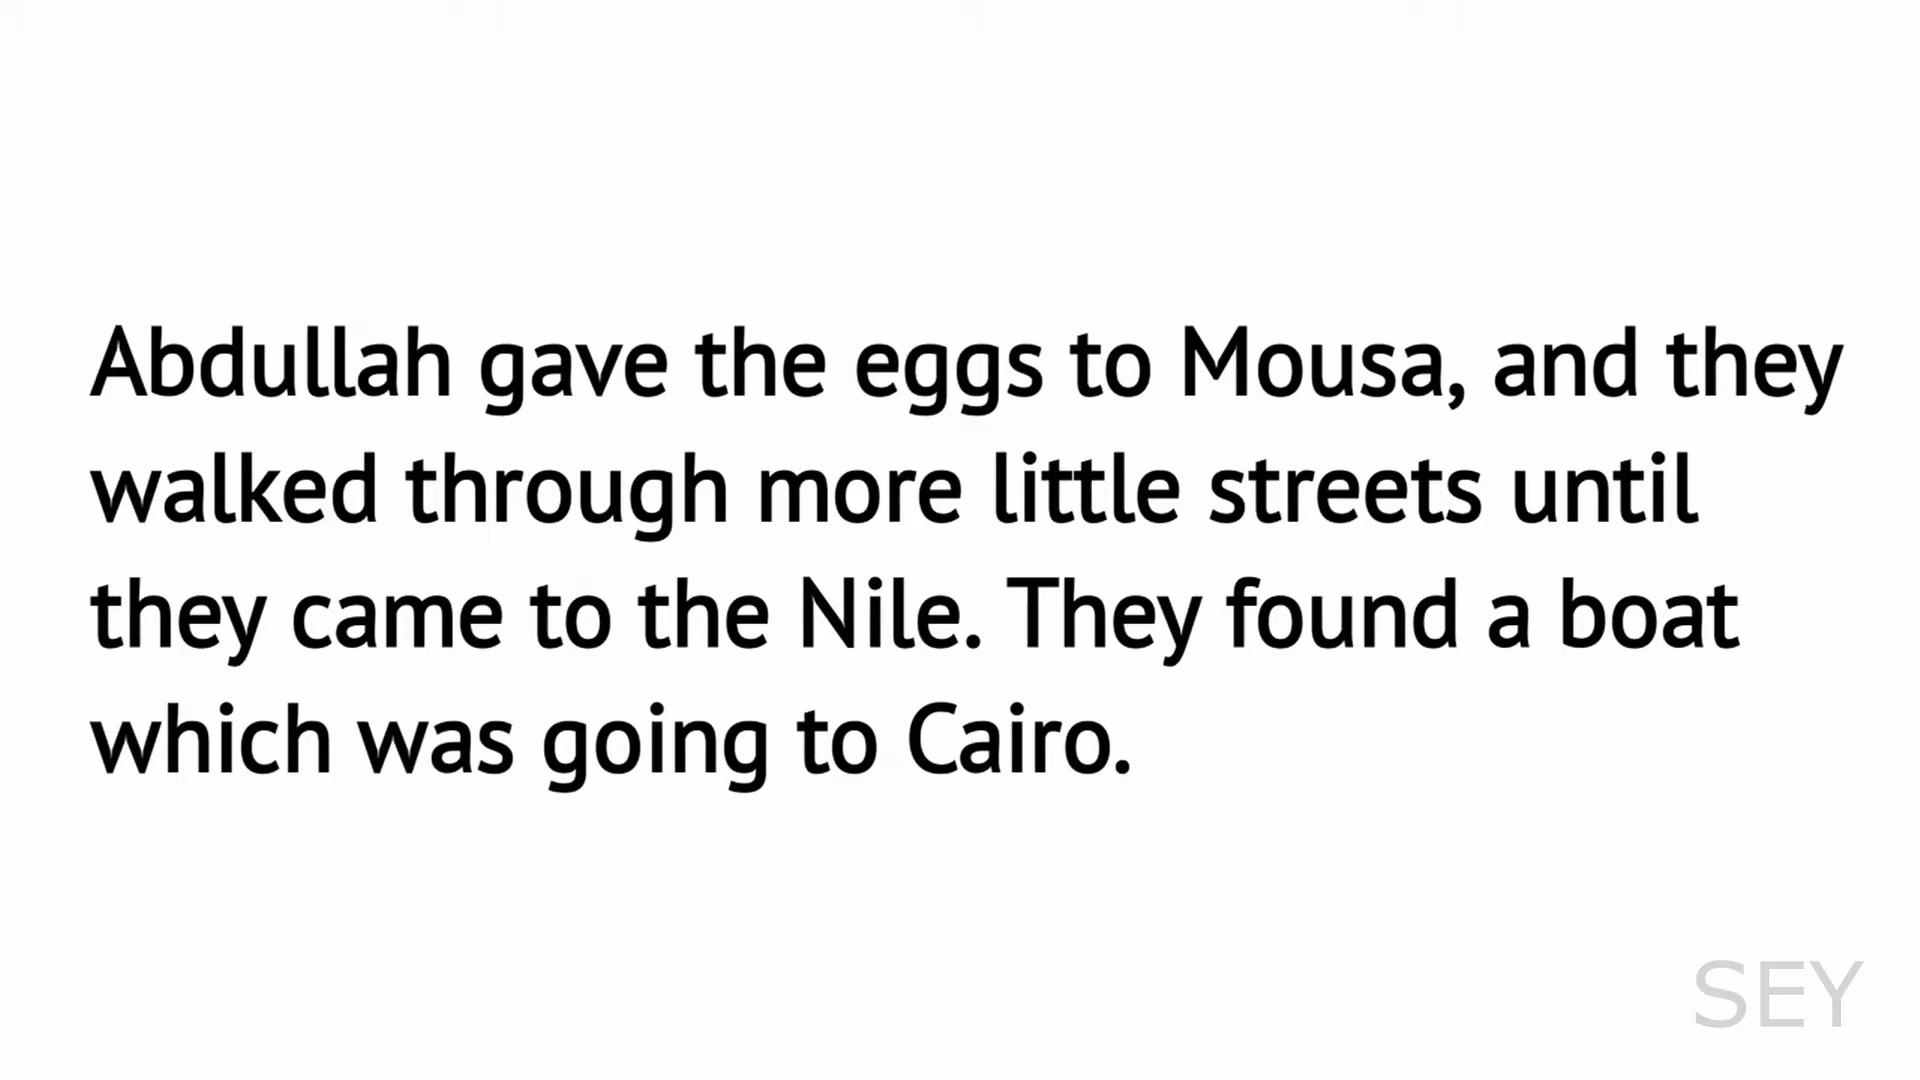 Abdullah gave the eggs to Mousa, and they
walked through more little streets until
they came to the Nile. They found a boat
which was going to Cairo.
SEY